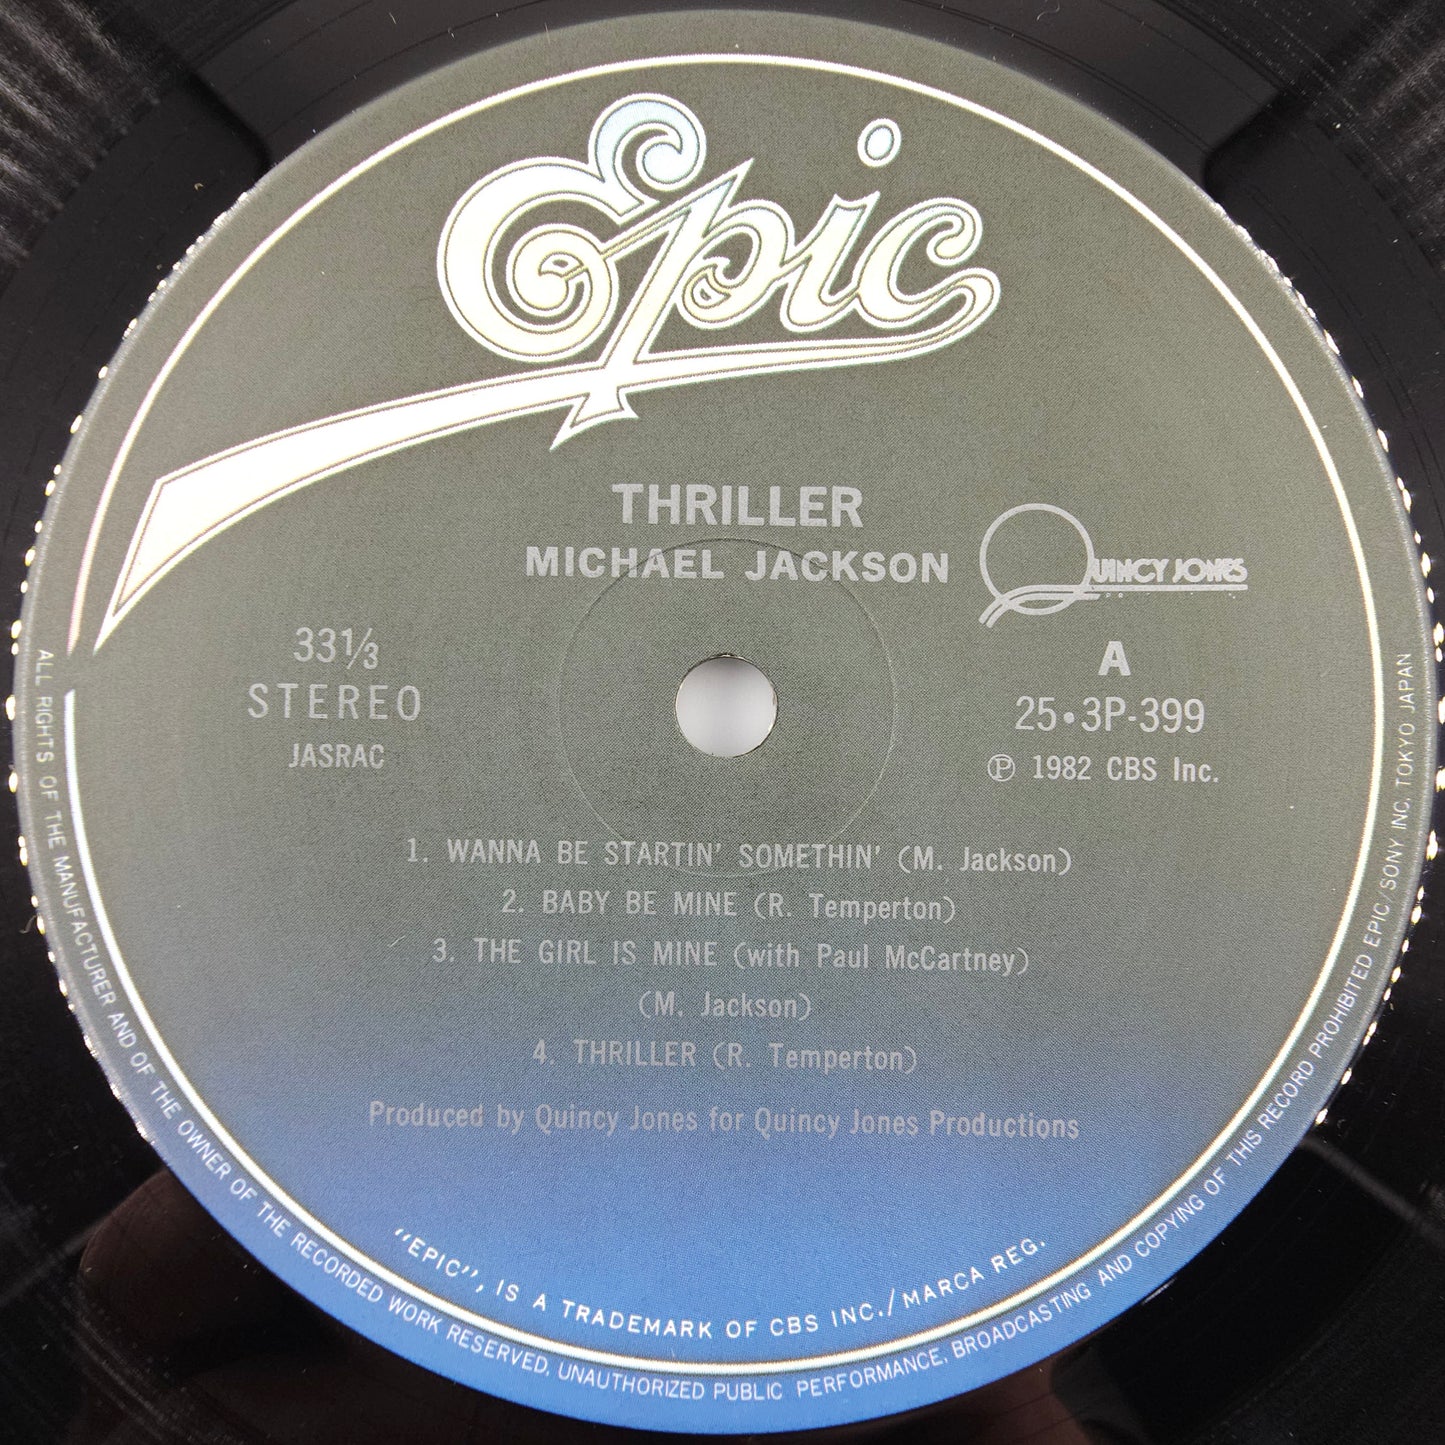 Epic
THRILLER
MICHAEL JACKSON
QUINCY JONES
33⅓
STEREO
JASRAC
A
25・3P-399
Ⓟ 1982 CBS Inc.
1. WANNA BE STARTIN' SOMETHIN' (M. Jackson)
2. BABY BE MINE (R. Temperton)
3. THE GIRL IS MINE (with Paul McCartney)
(M. Jackson)
4. THRILLER (R. Temperton)
Produced by Quincy Jones for Quincy Jones Productions
"EPIC", IS A TRADEMARK OF CBS INC./MARCA REG.
ALL RIGHTS OF THE MANUFACTURER AND OF THE OWNER OF THE RECORDED WORK RESERVED. UNAUTHORIZED PUBLIC PERFORMANCE, BROADCASTING AND COPYING OF THIS RECORD PROHIBITED EPIC/SONY INC. TOKYO JAPAN